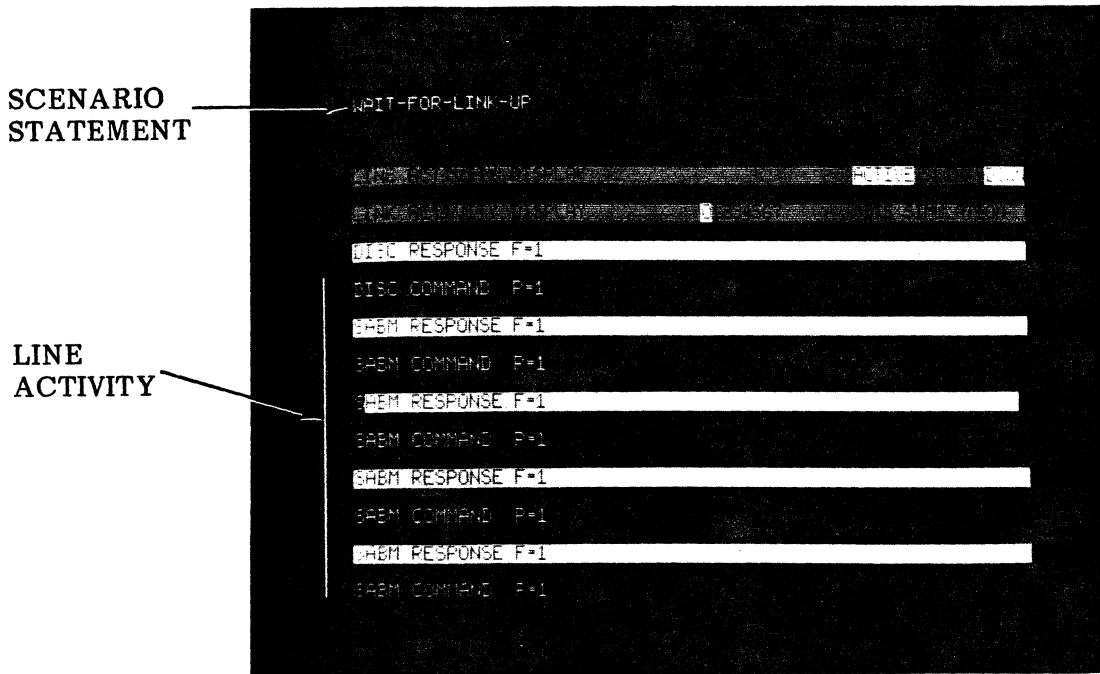 SCENARIO
STATEMENT
WAIT-FOR-LINK-UP
ACTIVE
DISC RESPONSE F=1
DISC COMMAND P=1
SABM RESPONSE F=1
SABM COMMAND P=1
LINE
ACTIVITY
SABM RESPONSE F=1
SABM COMMAND P=1
SABM RESPONSE F=1
SABM COMMAND P=1
SABM RESPONSE F=1
SABM COMMAND P=1